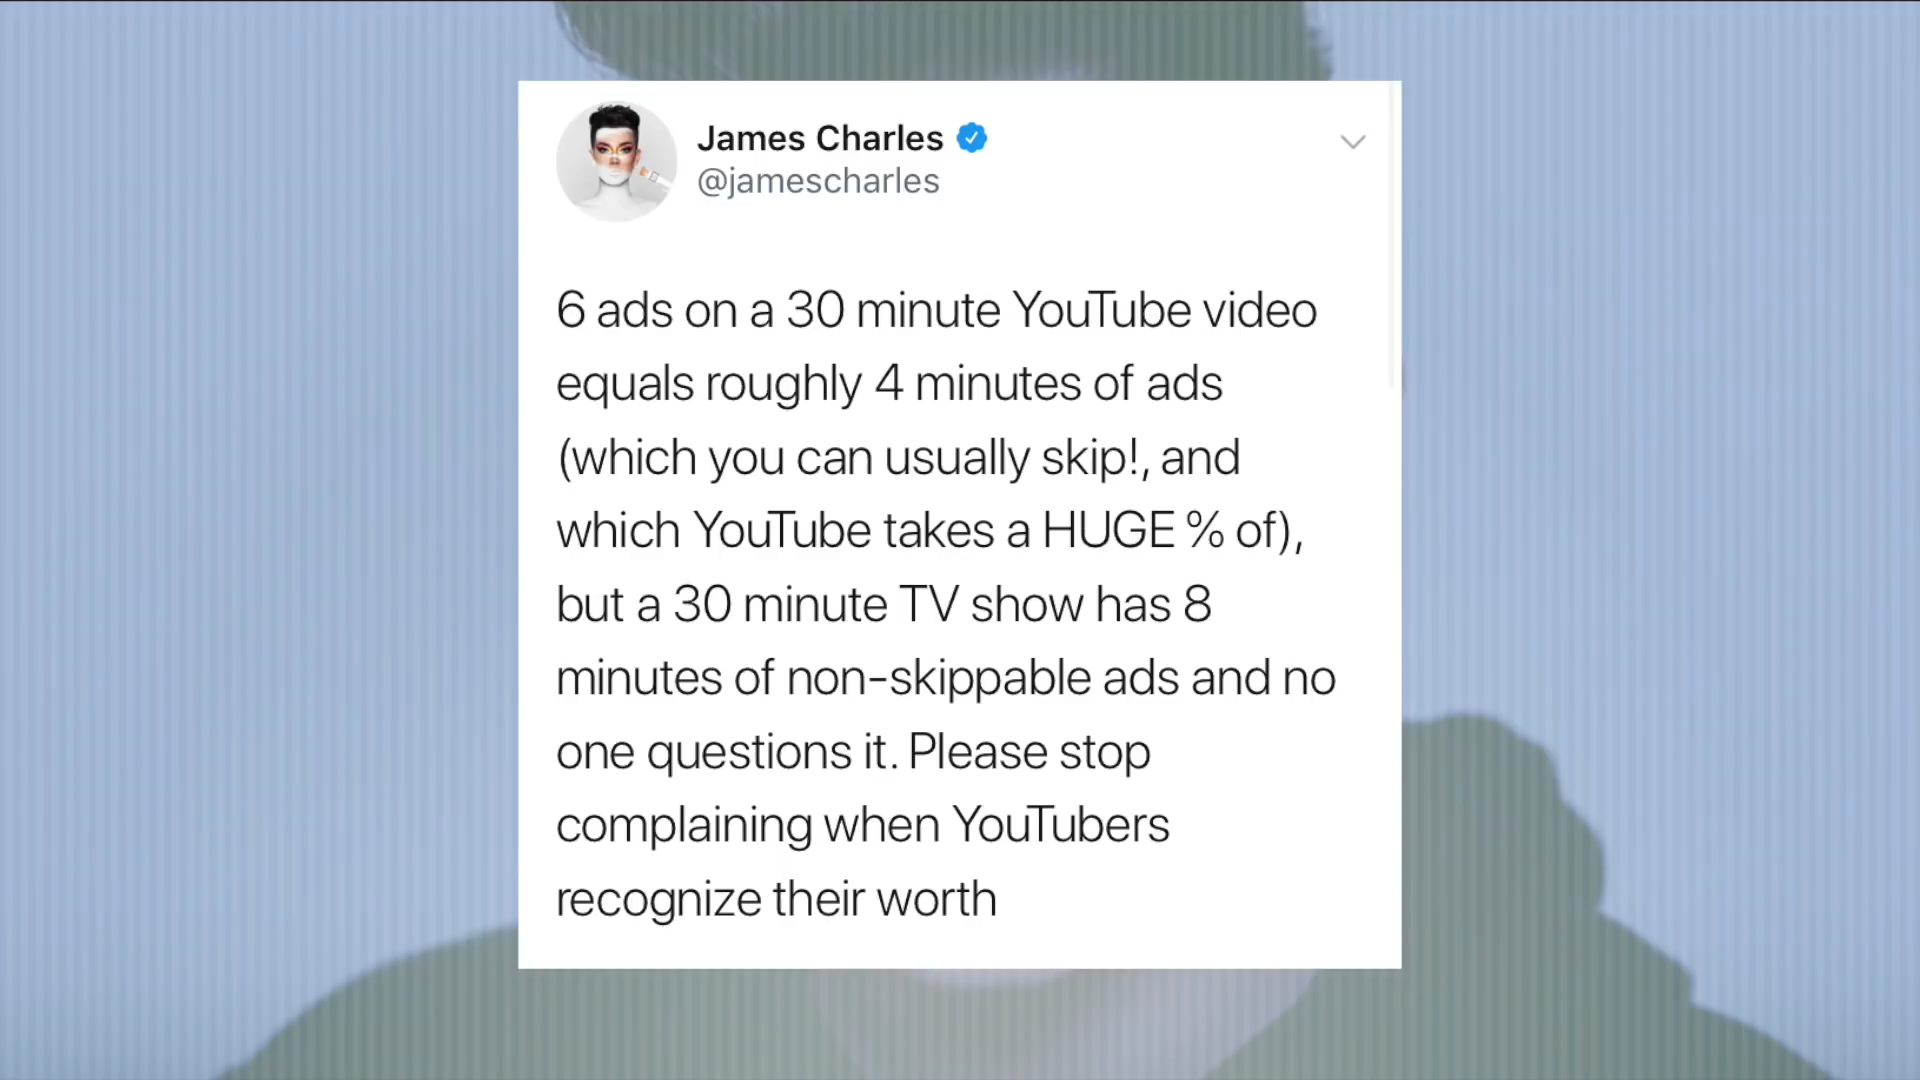 James Charles
@jamescharles
6 ads on a 30 minute YouTube video
equals roughly 4 minutes of ads
(which you can usually skip!, and
which YouTube takes a HUGE % of),
but a 30 minute TV show has 8
minutes of non-skippable ads and no
one questions it. Please stop
complaining when YouTubers
recognize their worth